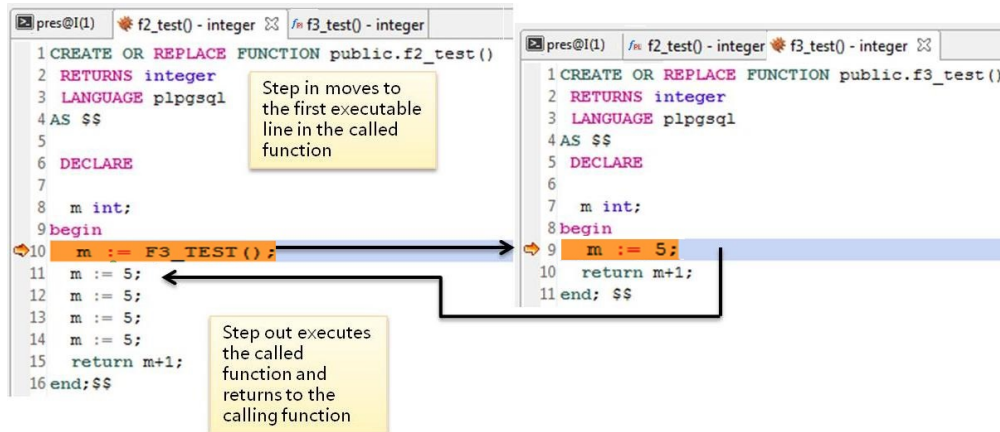 pres@I(1) f2_test() - integer f3_test() - integer
1 CREATE OR REPLACE FUNCTION public.f2_test()
2 RETURNS integer
3 LANGUAGE plpgsql
4 AS $$
5
6 DECLARE
7
8 m int;
9 begin
10 m := F3_TEST();
11 m := 5;
12 m := 5;
13 m := 5;
14 m := 5;
15 return m+1;
16 end;$$
Step in moves to
the first executable
line in the called
function
Step out executes
the called
function and
returns to the
calling function
pres@I(1) f2_test() - integer f3_test() - integer
1 CREATE OR REPLACE FUNCTION public.f3_test()
2 RETURNS integer
3 LANGUAGE plpgsql
4 AS $$
5 DECLARE
6
7 m int;
8 begin
9 m := 5;
10 return m+1;
11 end; $$